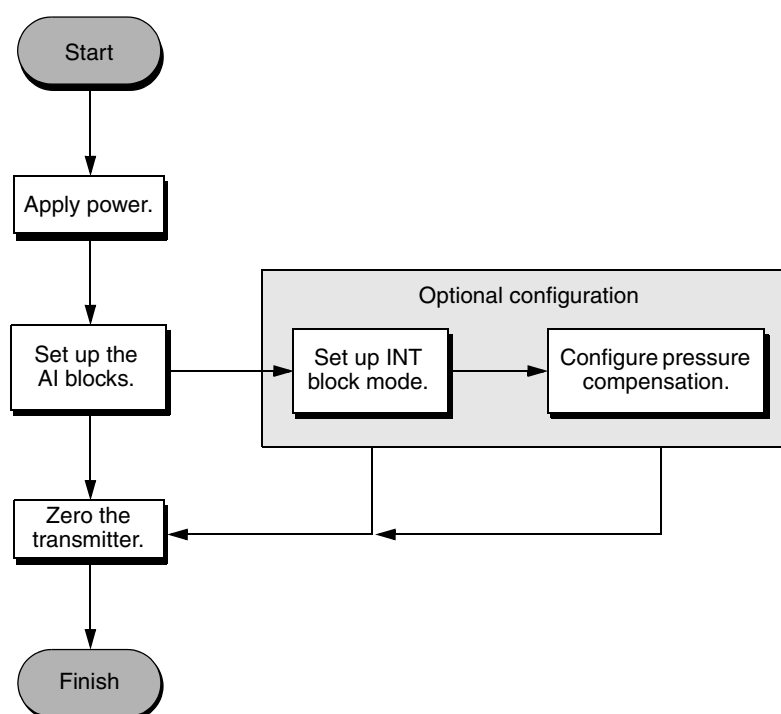 Start
Apply power.
Set up the
AI blocks.
Optional configuration
Set up INT
block mode.
Configure pressure
compensation.
Zero the
transmitter.
Finish